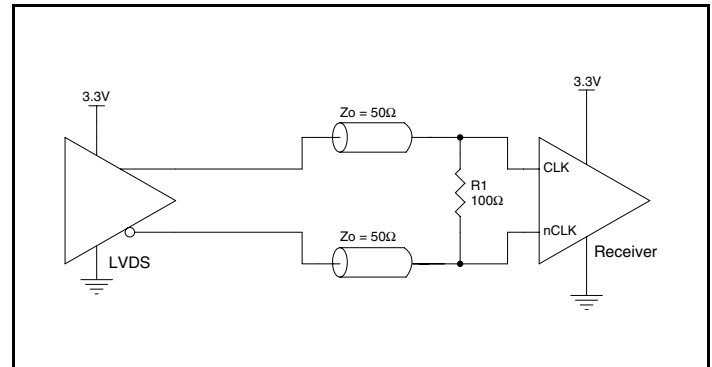 3.3V
3.3V
Zo = 50Ω
CLK
R1
100Ω
Zo = 50Ω
nCLK
LVDS
Receiver